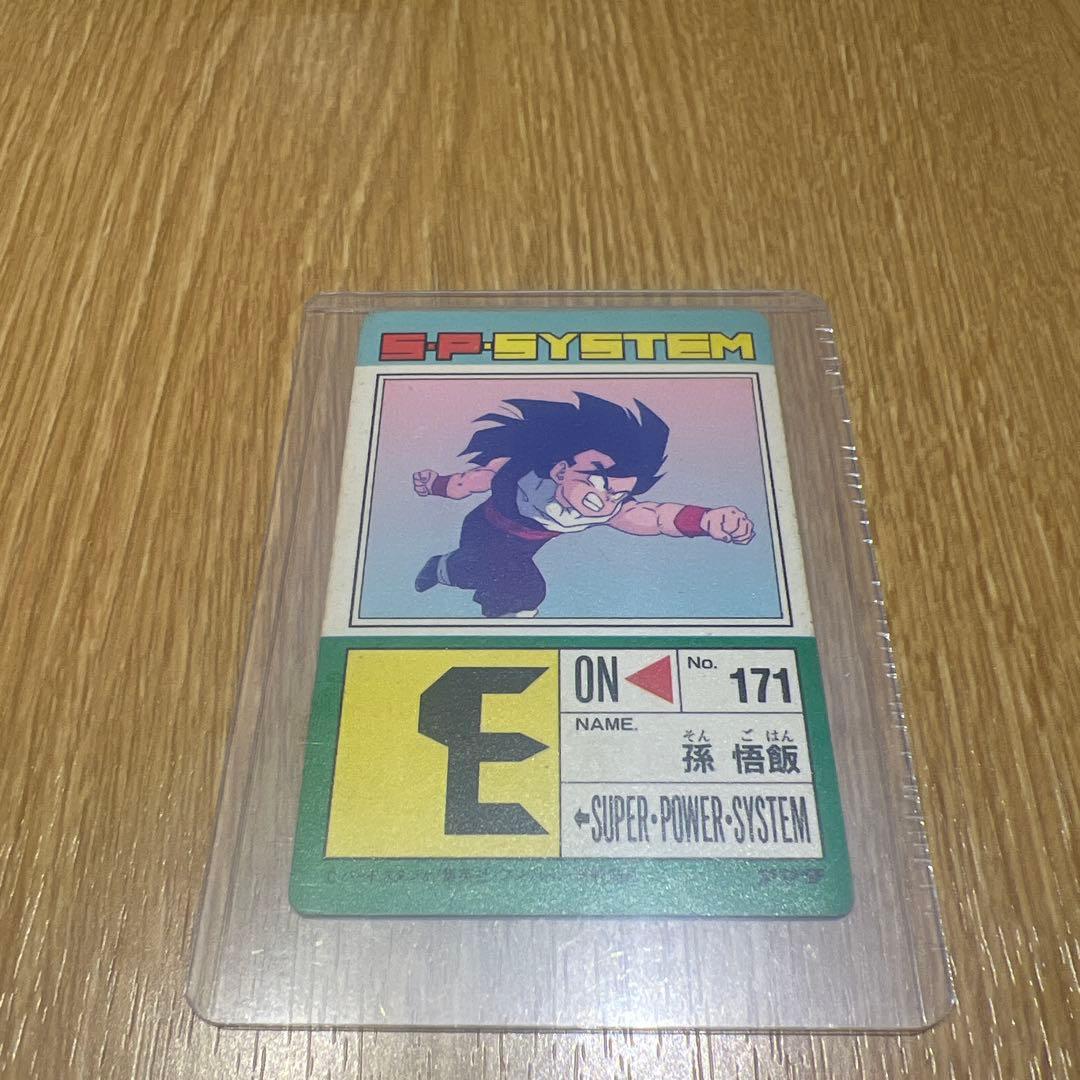 S·P·SYSTEM
E
ON
No. 171
NAME.
そん ご はん
孫 悟飯
SUPER·POWER·SYSTEM